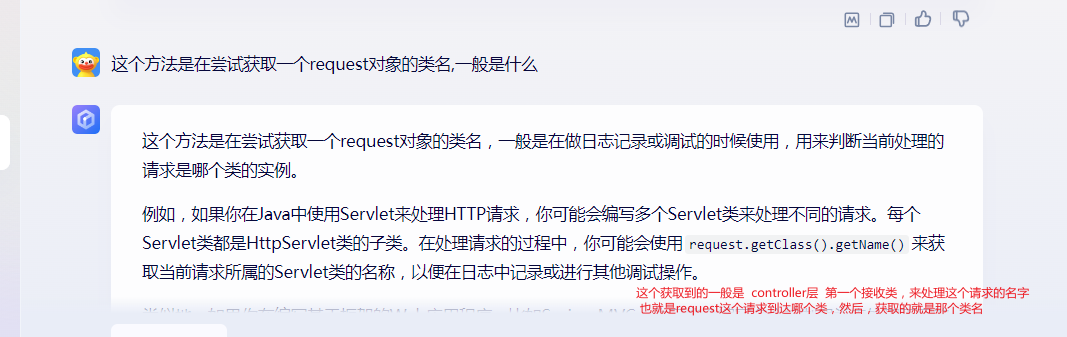 这个方法是在尝试获取一个request对象的类名,一般是什么
这个方法是在尝试获取一个request对象的类名，一般是在做日志记录或调试的时候使用，用来判断当前处理的
请求是哪个类的实例。
例如，如果你在Java中使用Servlet来处理HTTP请求，你可能会编写多个Servlet类来处理不同的请求。每个
Servlet类都是HttpServlet类的子类。在处理请求的过程中，你可能会使用 request.getClass().getName() 来获
取当前请求所属的Servlet类的名称，以便在日志中记录或进行其他调试操作。
这个获取到的一般是 controller层 第一个接收类，来处理这个请求的名字
也就是request这个请求到达哪个类，然后，获取的就是那个类名